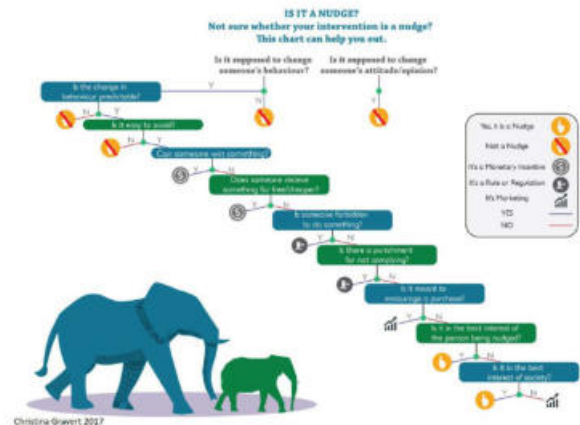 IS IT A NUDGE?
Not sure whether your intervention is a nudge?
This chart can help you out.
Is it supposed to change
someone's behaviour?
Is it supposed to change
someone's attitude/opinion?
Is the change in
behaviour predictable?
Y
N
Y
N
Y
Is it easy to avoid?
N
Y
Can someone win something?
Y
N
Does someone receive
something for free/cheaper?
Y
N
Is someone forbidden
to do something?
Y
N
Is there a punishment
for not complying?
Y
N
Is it meant to
encourage a purchase?
Y
N
Is it in the best interest of
the person being nudged?
Y
N
Is it in the best
interest of society?
Y
N
Yes, it is a Nudge
Not a Nudge
It's a Monetary Incentive
It's a Rule or Regulation
It's Marketing
YES
NO
Christina Gravert 2017